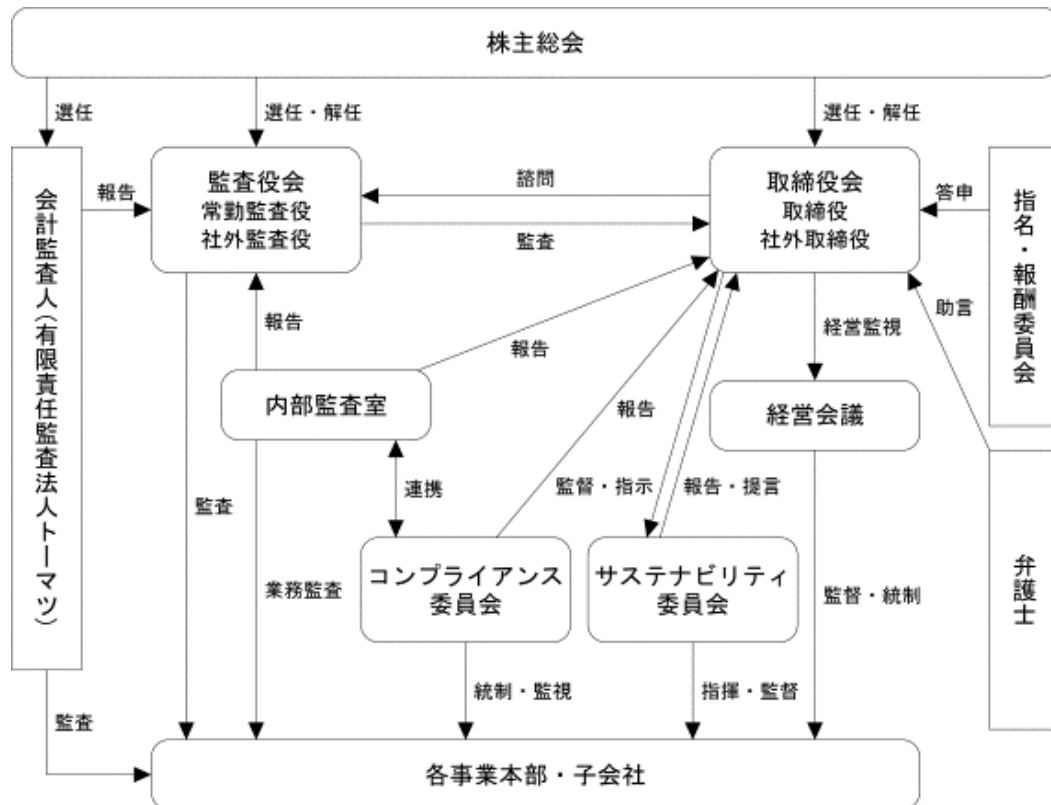 株主総会
選任
選任・解任
選任・解任
会計監査人（有限責任監査法人トーマツ）
報告
監査役会
常勤監査役
社外監査役
諮問
監査
取締役会
取締役
社外取締役
答申
指名・報酬委員会
報告
報告
経営監視
助言
内部監査室
報告
経営会議
連携
監督・指示
報告・提言
監査
業務監査
コンプライアンス
委員会
サステナビリティ
委員会
監督・統制
弁護士
統制・監視
指揮・監督
監査
各事業本部・子会社